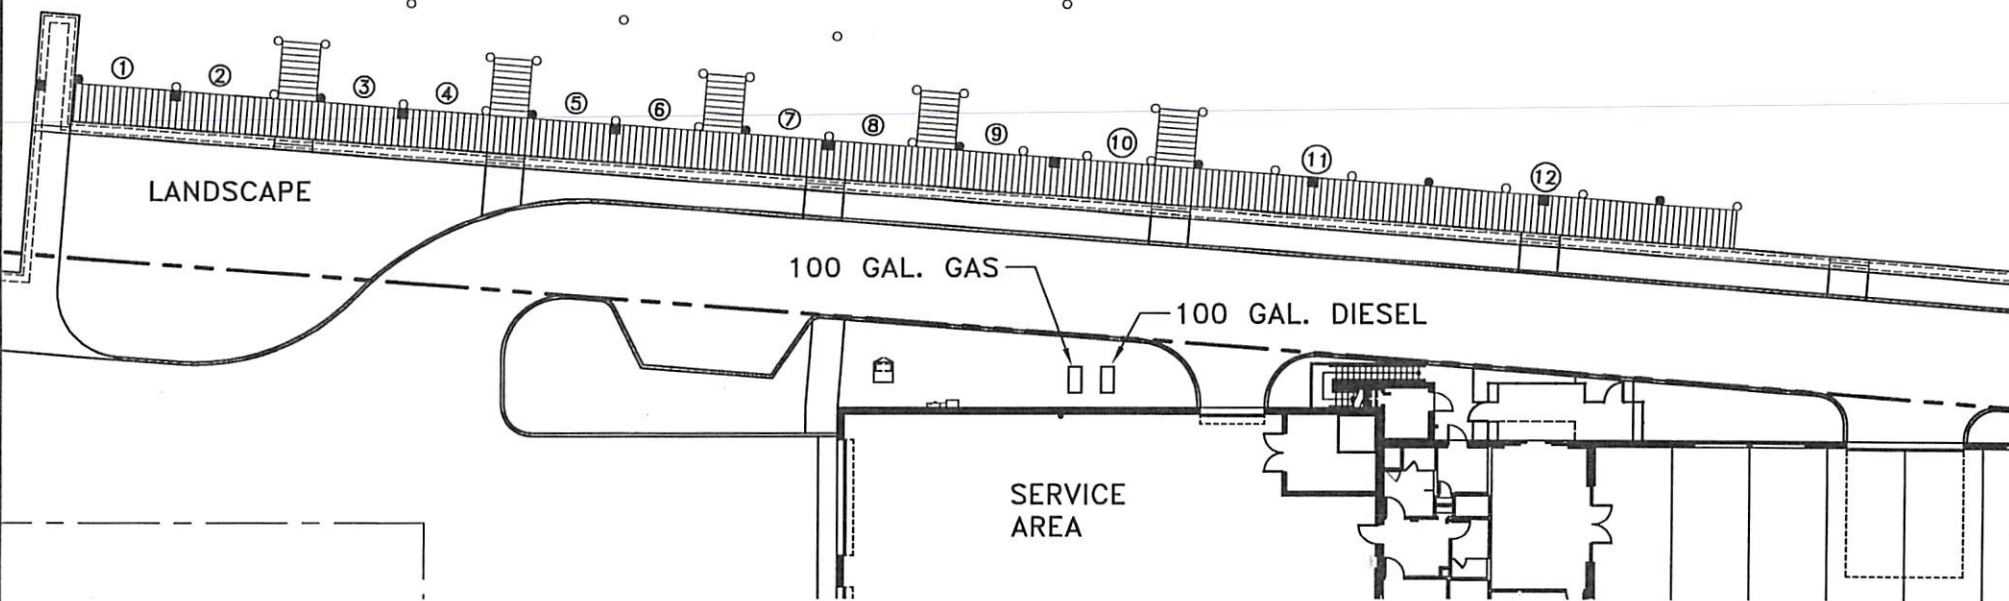 ①
②
③
④
⑤
⑥
⑦
⑧
⑨
⑩
⑪
⑫
LANDSCAPE
100 GAL. GAS
100 GAL. DIESEL
SERVICE
AREA